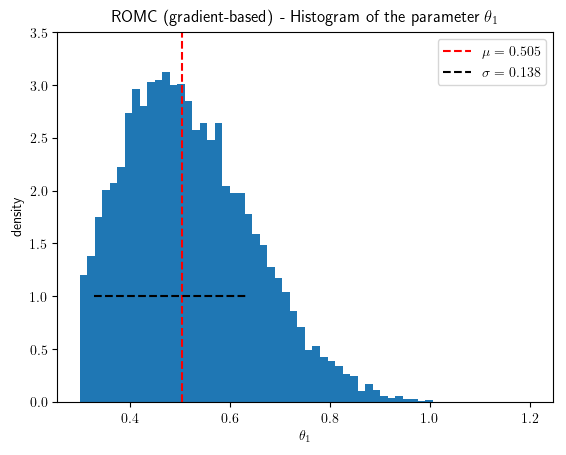 ROMC (gradient-based) - Histogram of the parameter θ₁
μ = 0.505
σ = 0.138
3.5
3.0
2.5
2.0
1.5
1.0
0.5
0.0
density
0.4 0.6 0.8 1.0 1.2
θ₁